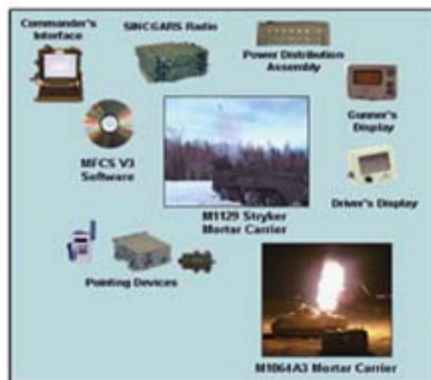 Commander's
Interface
SINCGARS Radio
Power Distribution
Assembly
Gunner's
Display
MFCS V3
Software
Driver's Display
M1129 Stryker
Mortar Carrier
Pointing Devices
M1064A3 Mortar Carrier